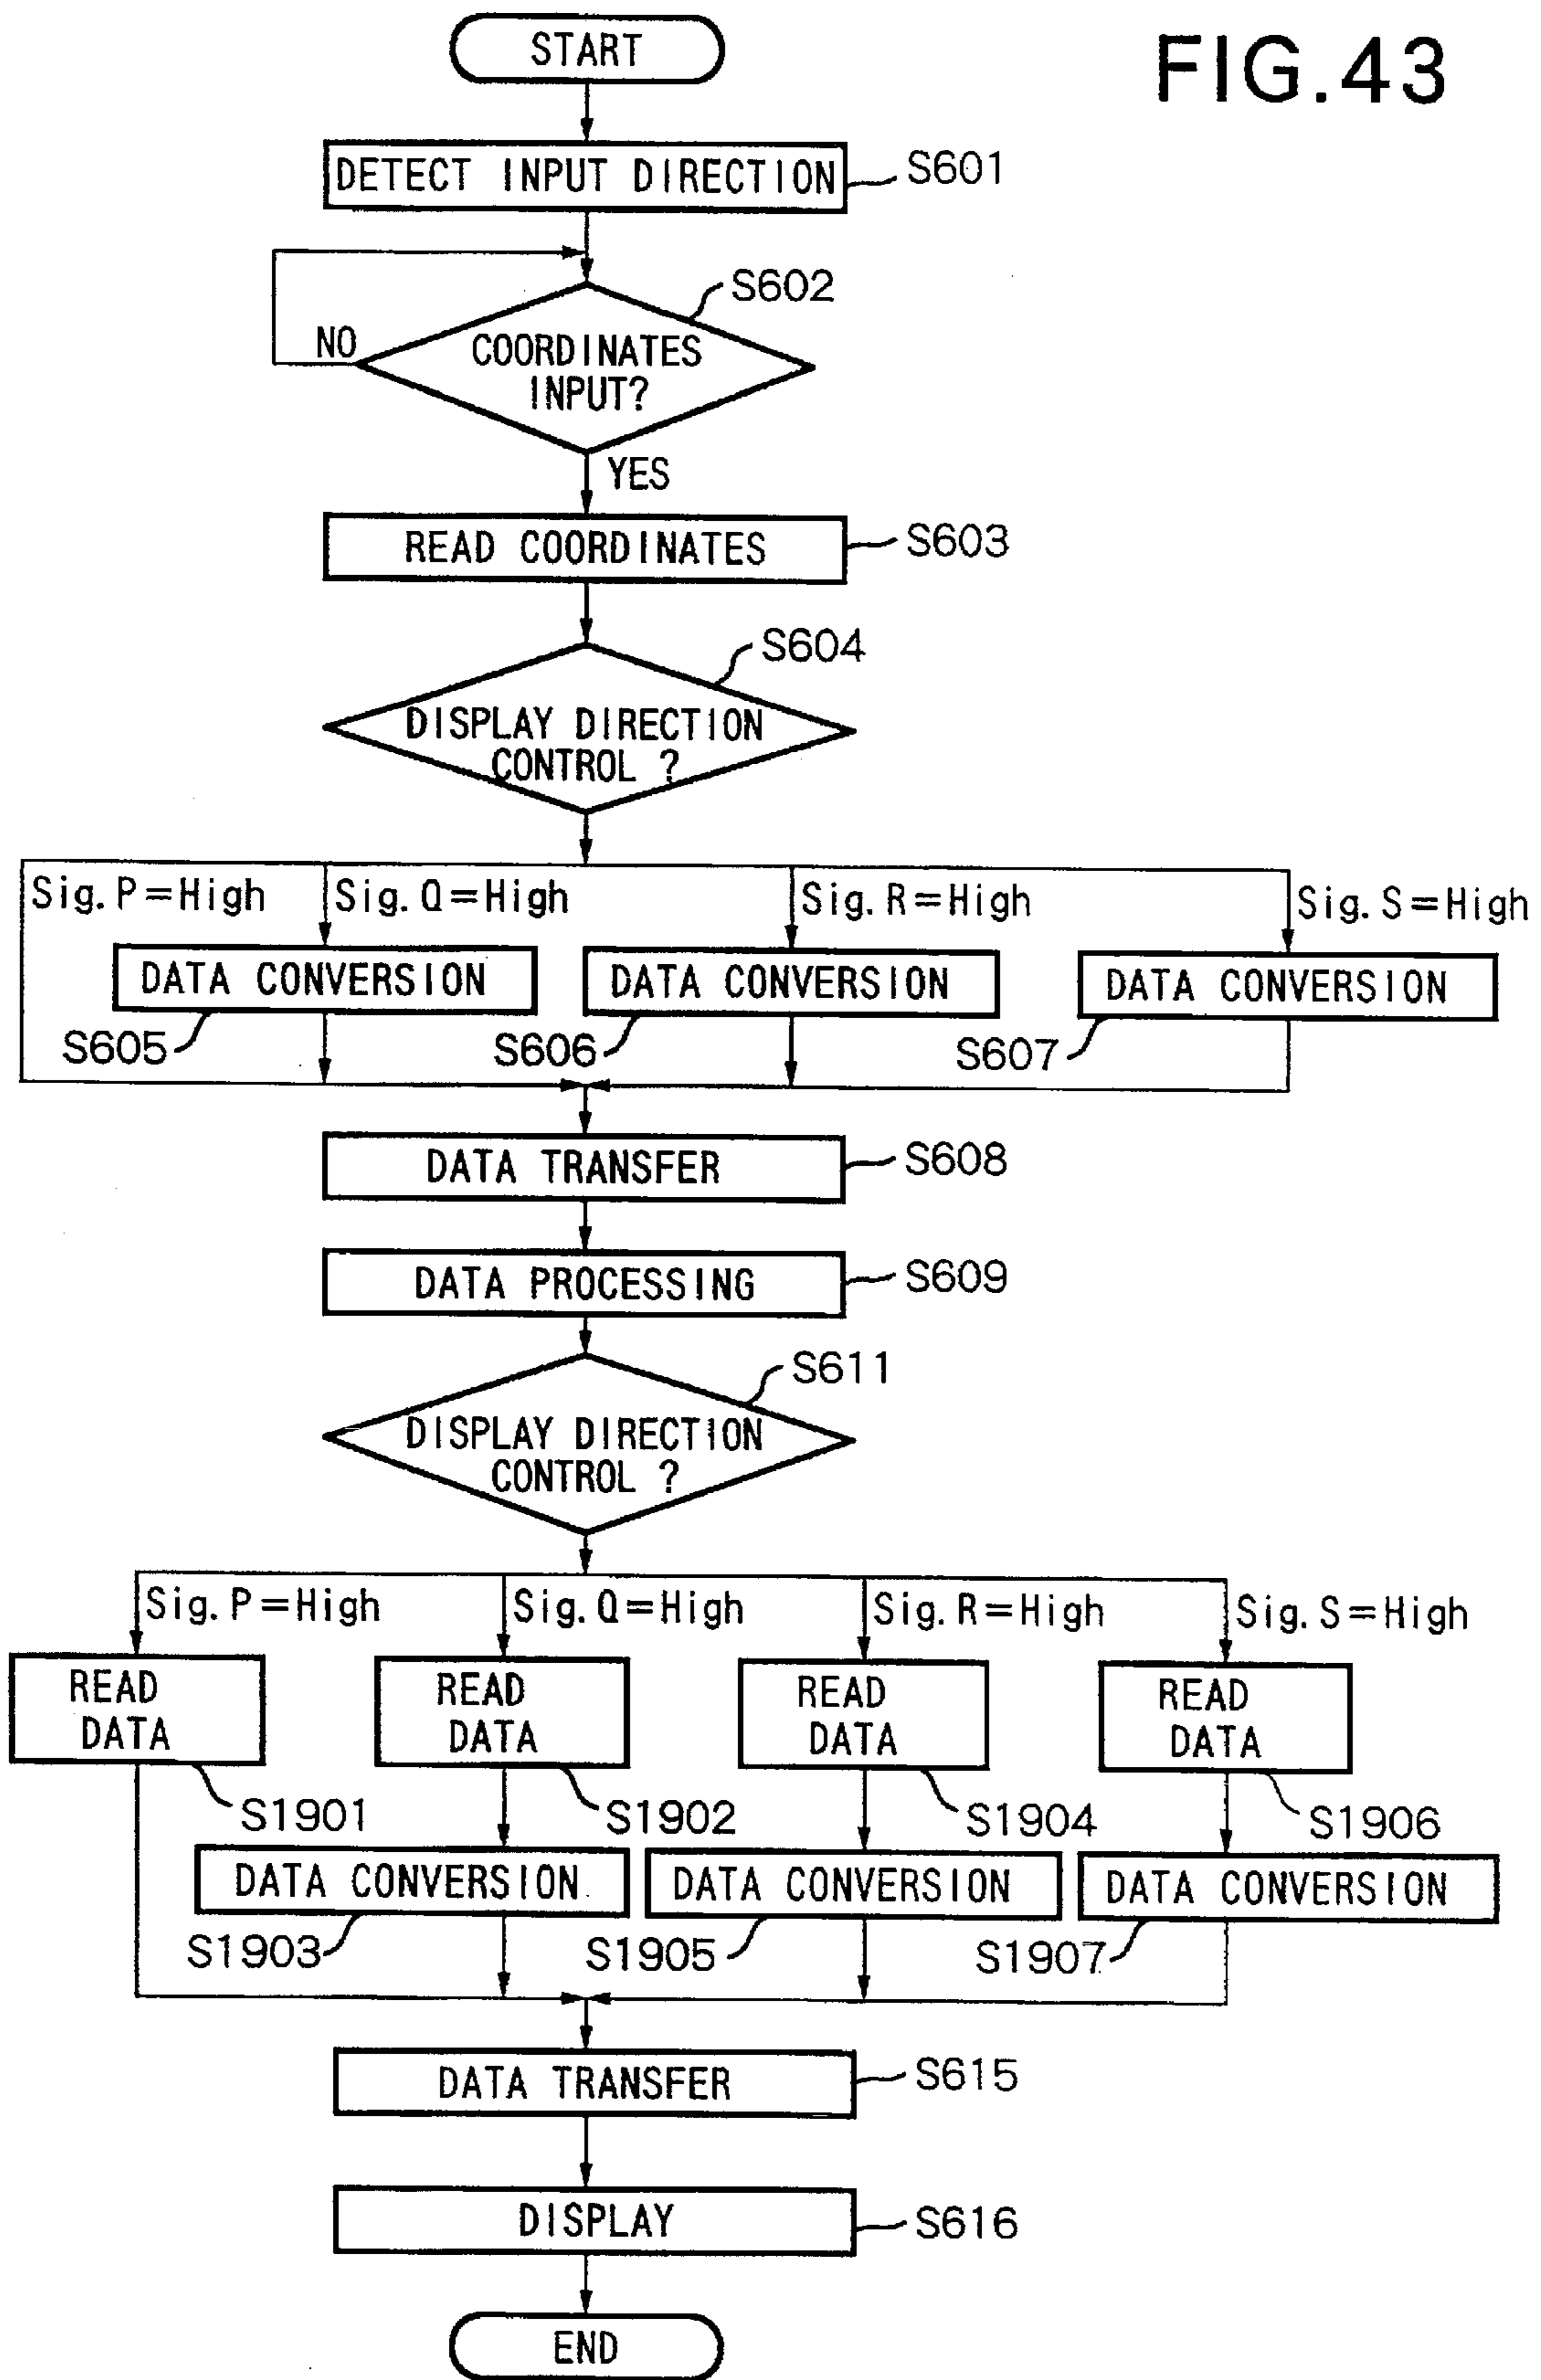 FIG.43
START
DETECT INPUT DIRECTION
S601
S602
NO
COORDINATES
INPUT?
YES
READ COORDINATES
S603
S604
DISPLAY DIRECTION
CONTROL ?
Sig. P=High
Sig. Q=High
Sig. R=High
Sig. S=High
DATA CONVERSION
DATA CONVERSION
DATA CONVERSION
S605
S606
S607
DATA TRANSFER
S608
DATA PROCESSING
S609
S611
DISPLAY DIRECTION
CONTROL ?
Sig. P=High
Sig. Q=High
Sig. R=High
Sig. S=High
READ
DATA
READ
DATA
READ
DATA
READ
DATA
S1901
S1902
S1904
S1906
DATA CONVERSION
DATA CONVERSION
DATA CONVERSION
S1903
S1905
S1907
DATA TRANSFER
S615
DISPLAY
S616
END